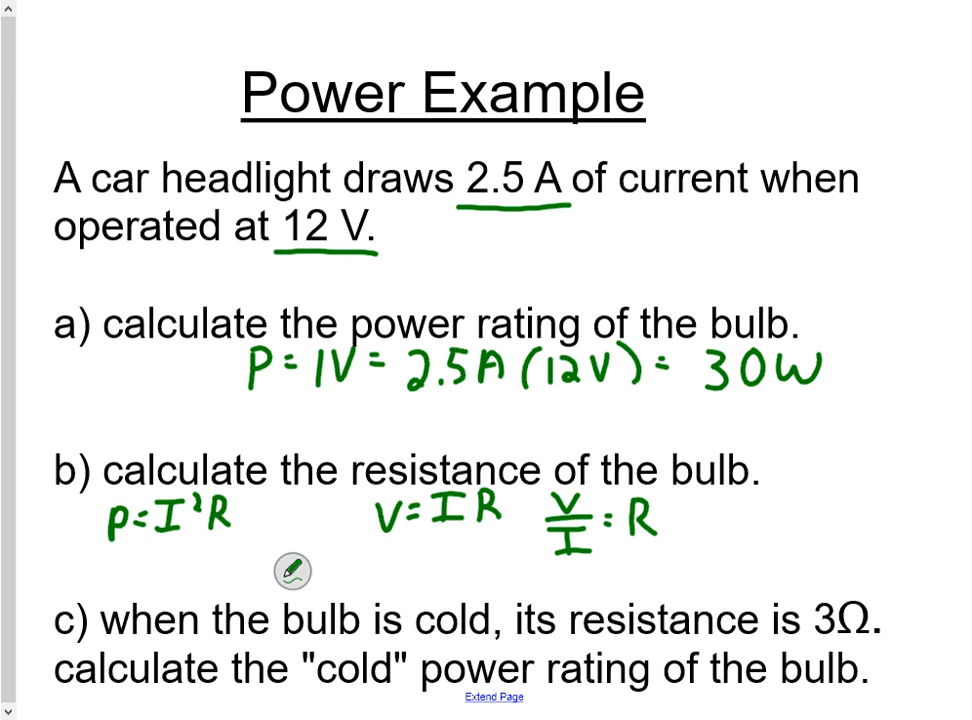 Power Example
A car headlight draws 2.5 A of current when
operated at 12 V.
a) calculate the power rating of the bulb.
P = IV = 2.5A (12V) = 30W
b) calculate the resistance of the bulb.
P = I²R V = IR V/I = R
c) when the bulb is cold, its resistance is 3Ω.
calculate the "cold" power rating of the bulb.
Extend Page